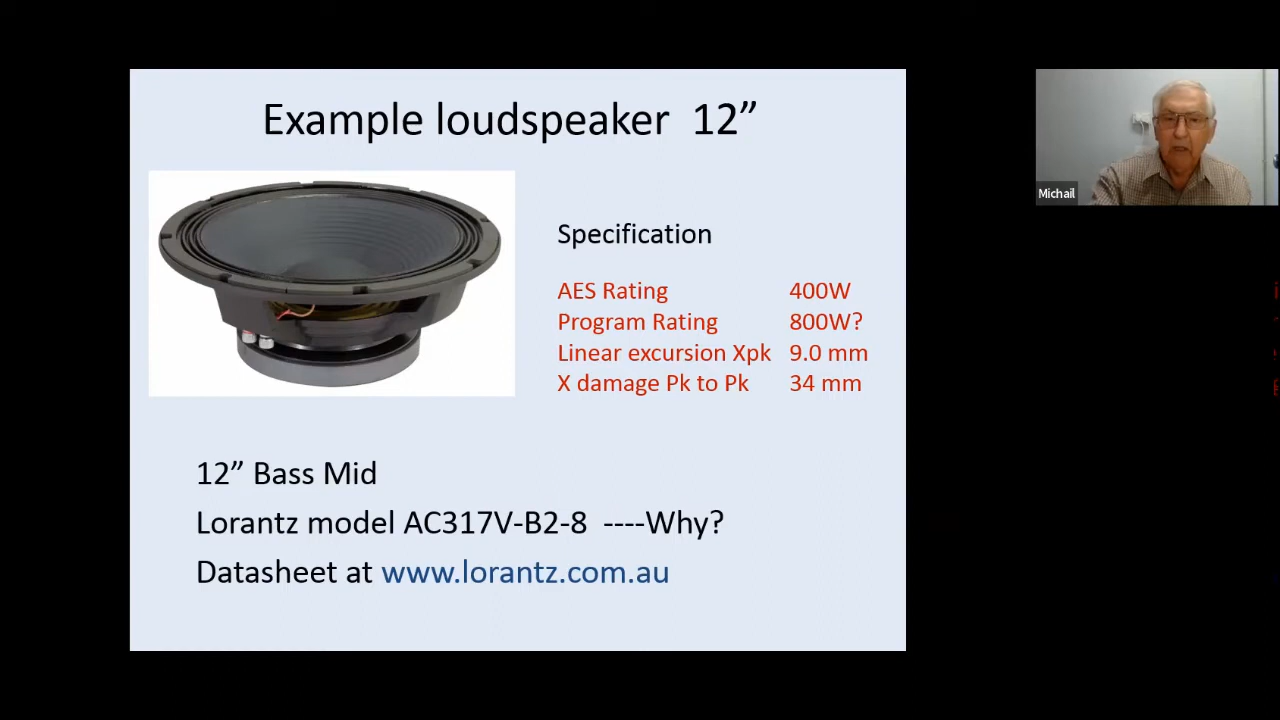 Example loudspeaker 12”
Specification
AES Rating 400W
Program Rating 800W?
Linear excursion Xpk 9.0 mm
X damage Pk to Pk 34 mm
12” Bass Mid
Lorantz model AC317V-B2-8 ----Why?
Datasheet at www.lorantz.com.au
Michail